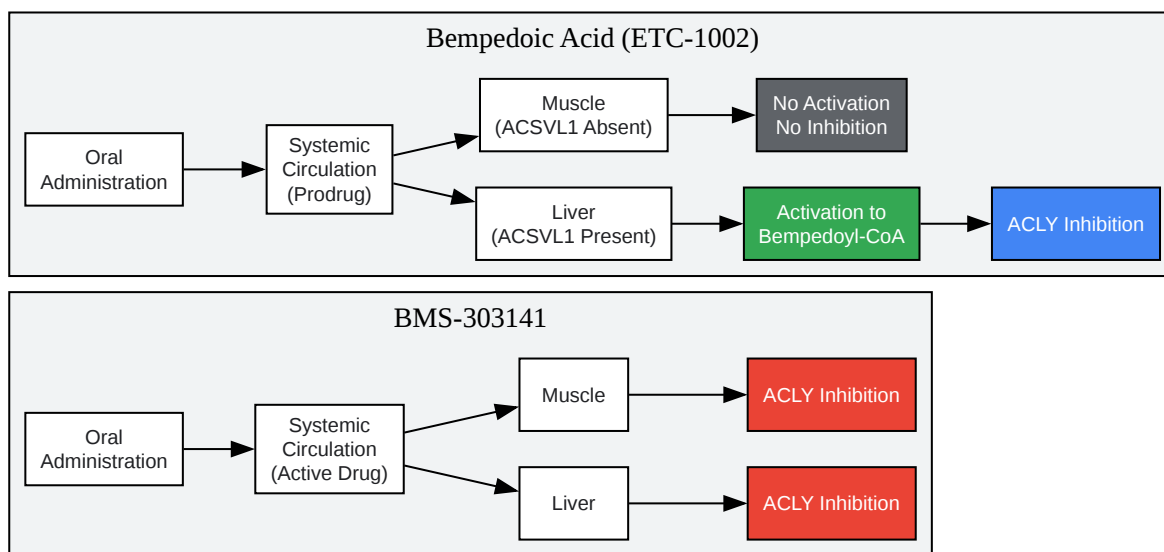 Bempedoic Acid (ETC-1002)
Oral
Administration
Systemic
Circulation
(Prodrug)
Muscle
(ACSVL1 Absent)
No Activation
No Inhibition
Liver
(ACSVL1 Present)
Activation to
Bempedoyl-CoA
ACLY Inhibition
BMS-303141
Oral
Administration
Systemic
Circulation
(Active Drug)
Muscle
ACLY Inhibition
Liver
ACLY Inhibition